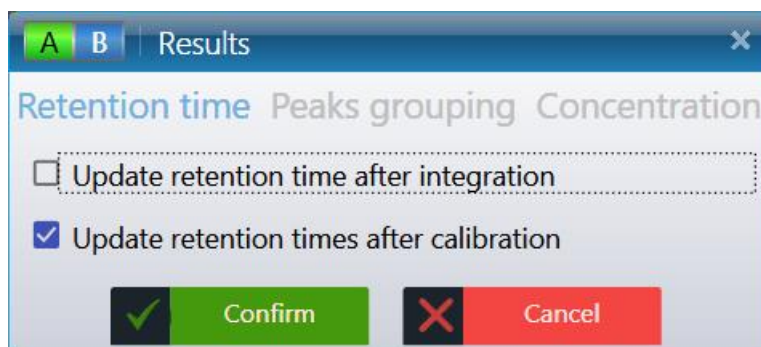 A B Results
Retention time Peaks grouping Concentration
Update retention time after integration
Update retention times after calibration
Confirm Cancel